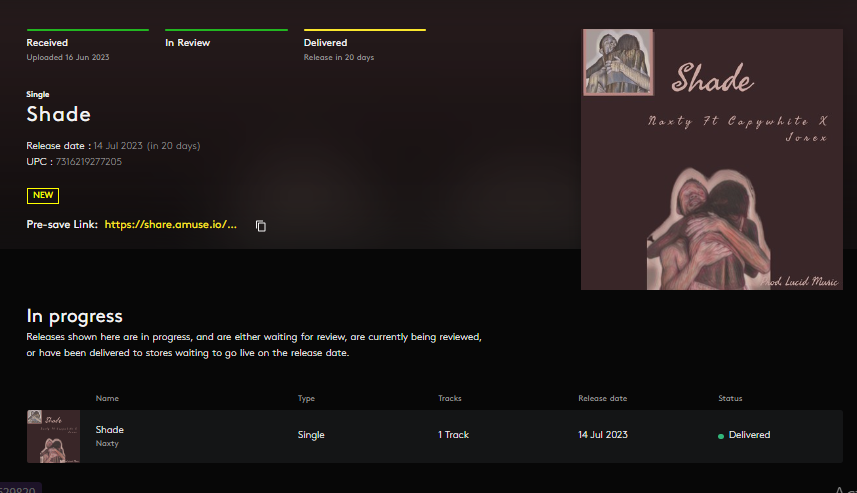 Received
Uploaded 16 Jun 2023
In Review
Delivered
Release in 20 days
Single
Shade
Release date : 14 Jul 2023 (in 20 days)
UPC : 7316219277205
NEW
Pre-save Link: https://share.amuse.io/...
Shade
Naxty Ft Capywhite X
Jorex
Prod. Lucid Music
In progress
Releases shown here are in progress, and are either waiting for review, are currently being reviewed,
or have been delivered to stores waiting to go live on the release date.
Name Type Tracks Release date Status
Shade
Naxty
Single 1 Track 14 Jul 2023 Delivered